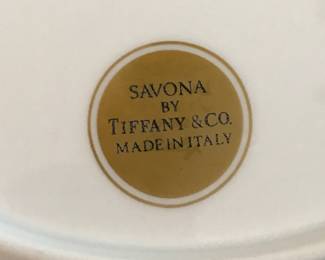 SAVONA
BY
TIFFANY & CO.
MADE IN ITALY